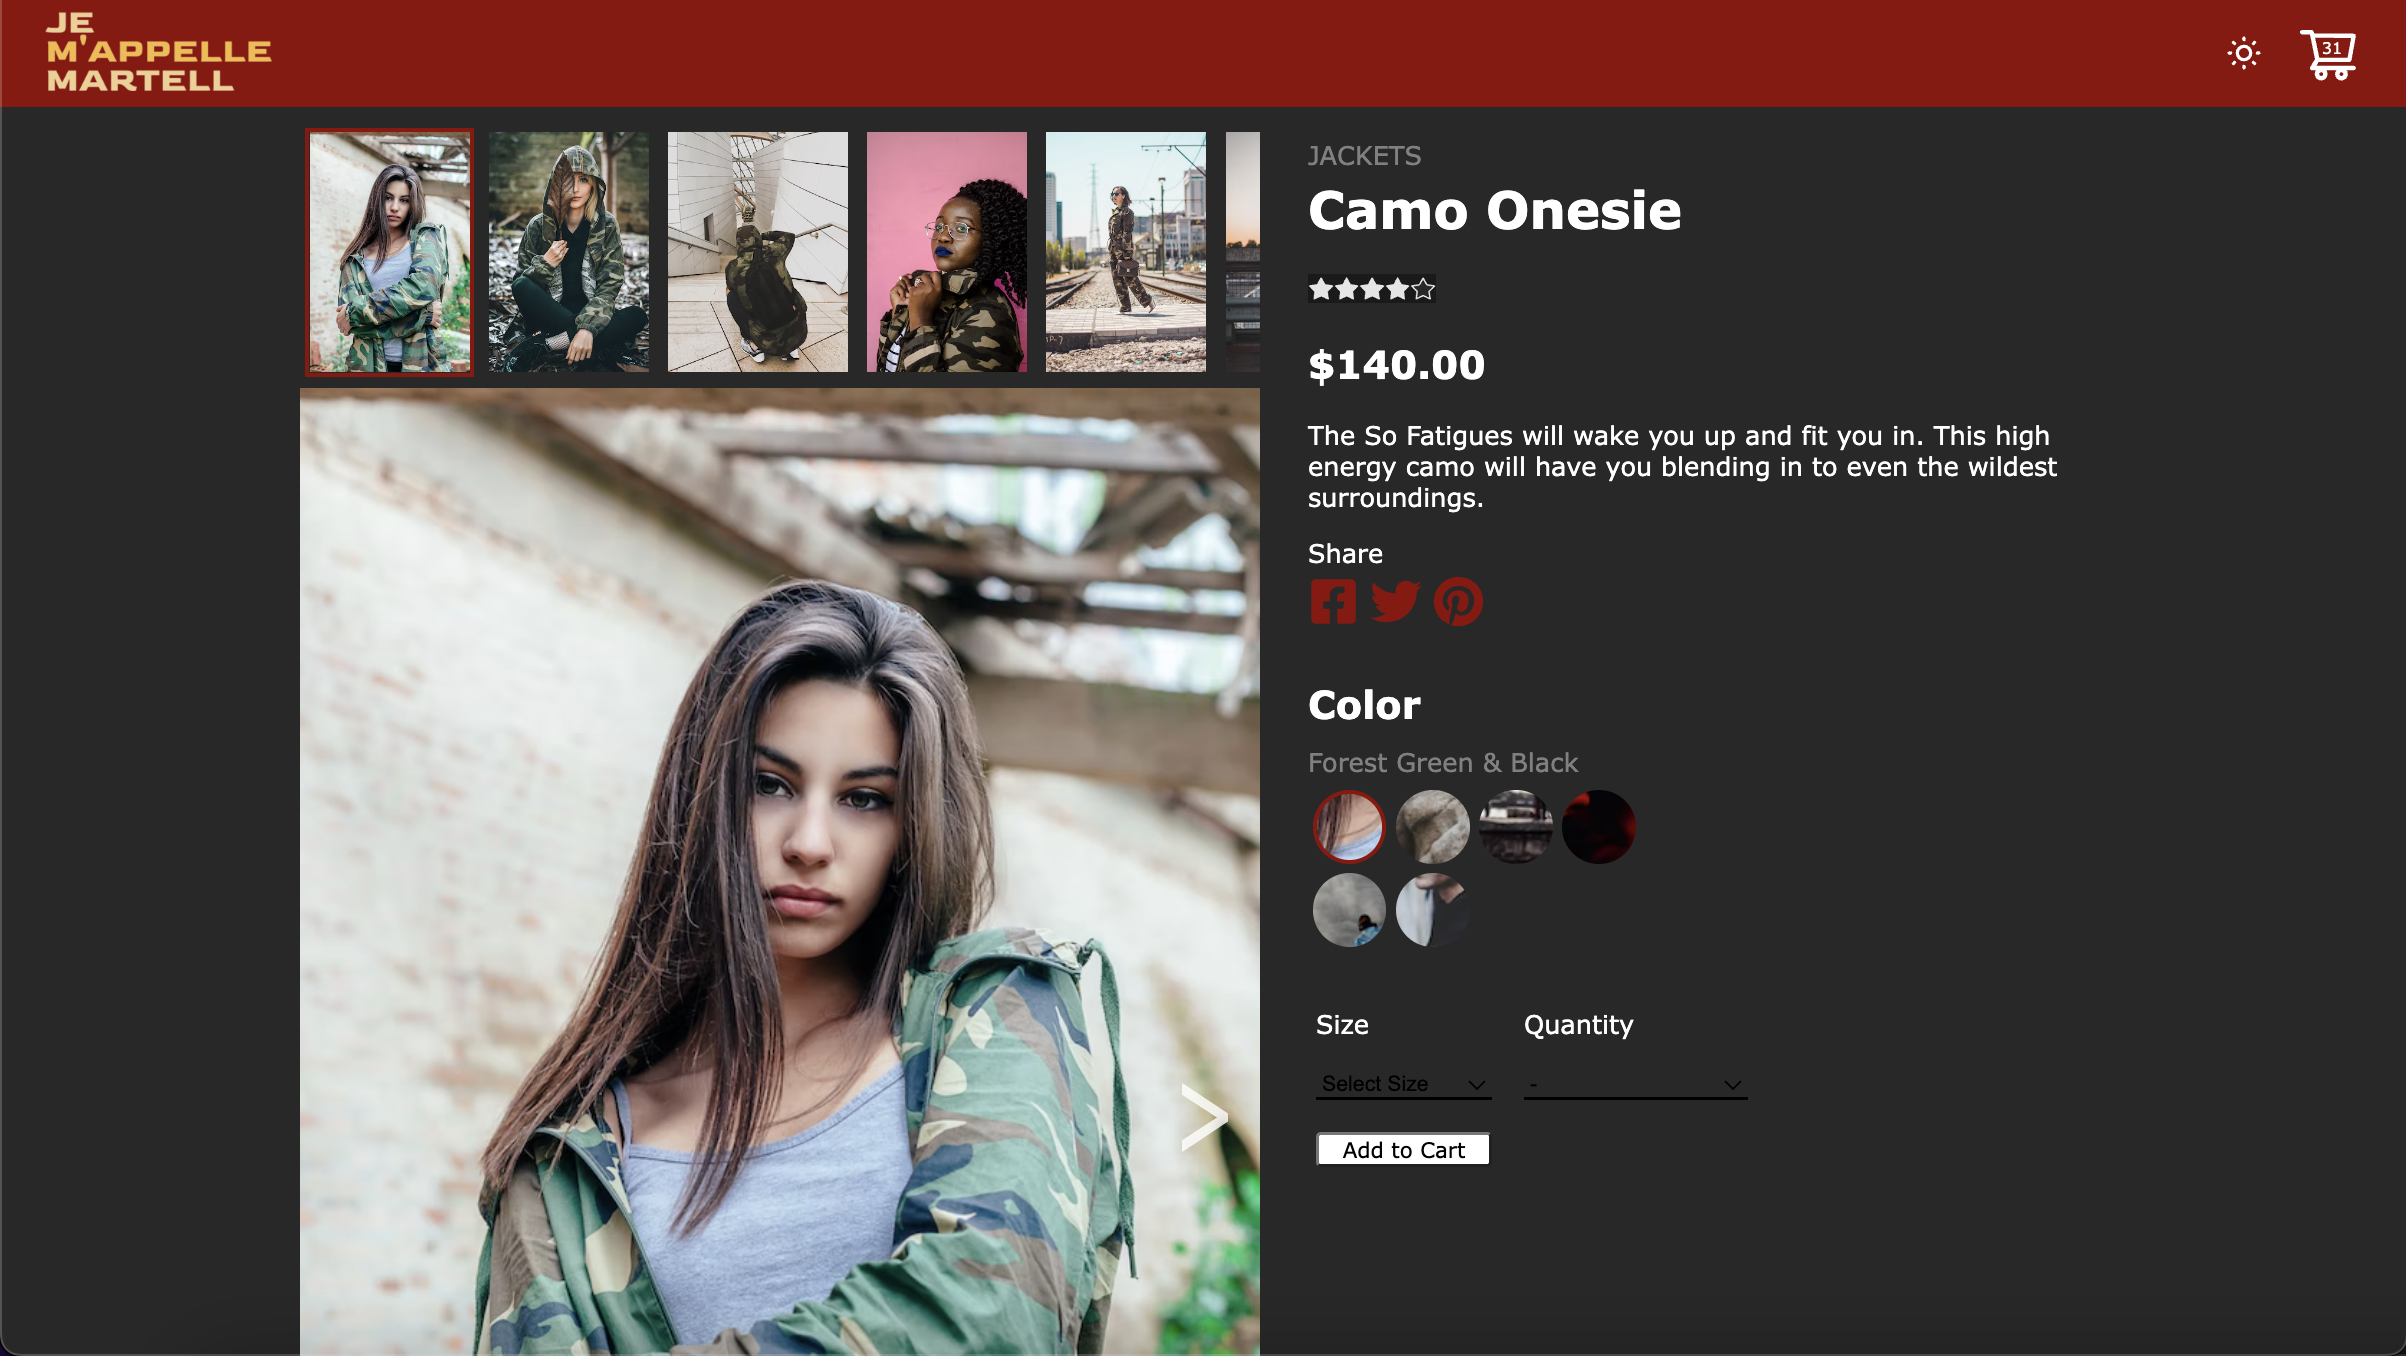 JE
M'APPELLE
MARTELL
31
JACKETS
Camo Onesie
$140.00
The So Fatigues will wake you up and fit you in. This high
energy camo will have you blending in to even the wildest
surroundings.
Share
Color
Forest Green & Black
Size
Quantity
Select Size
-
Add to Cart